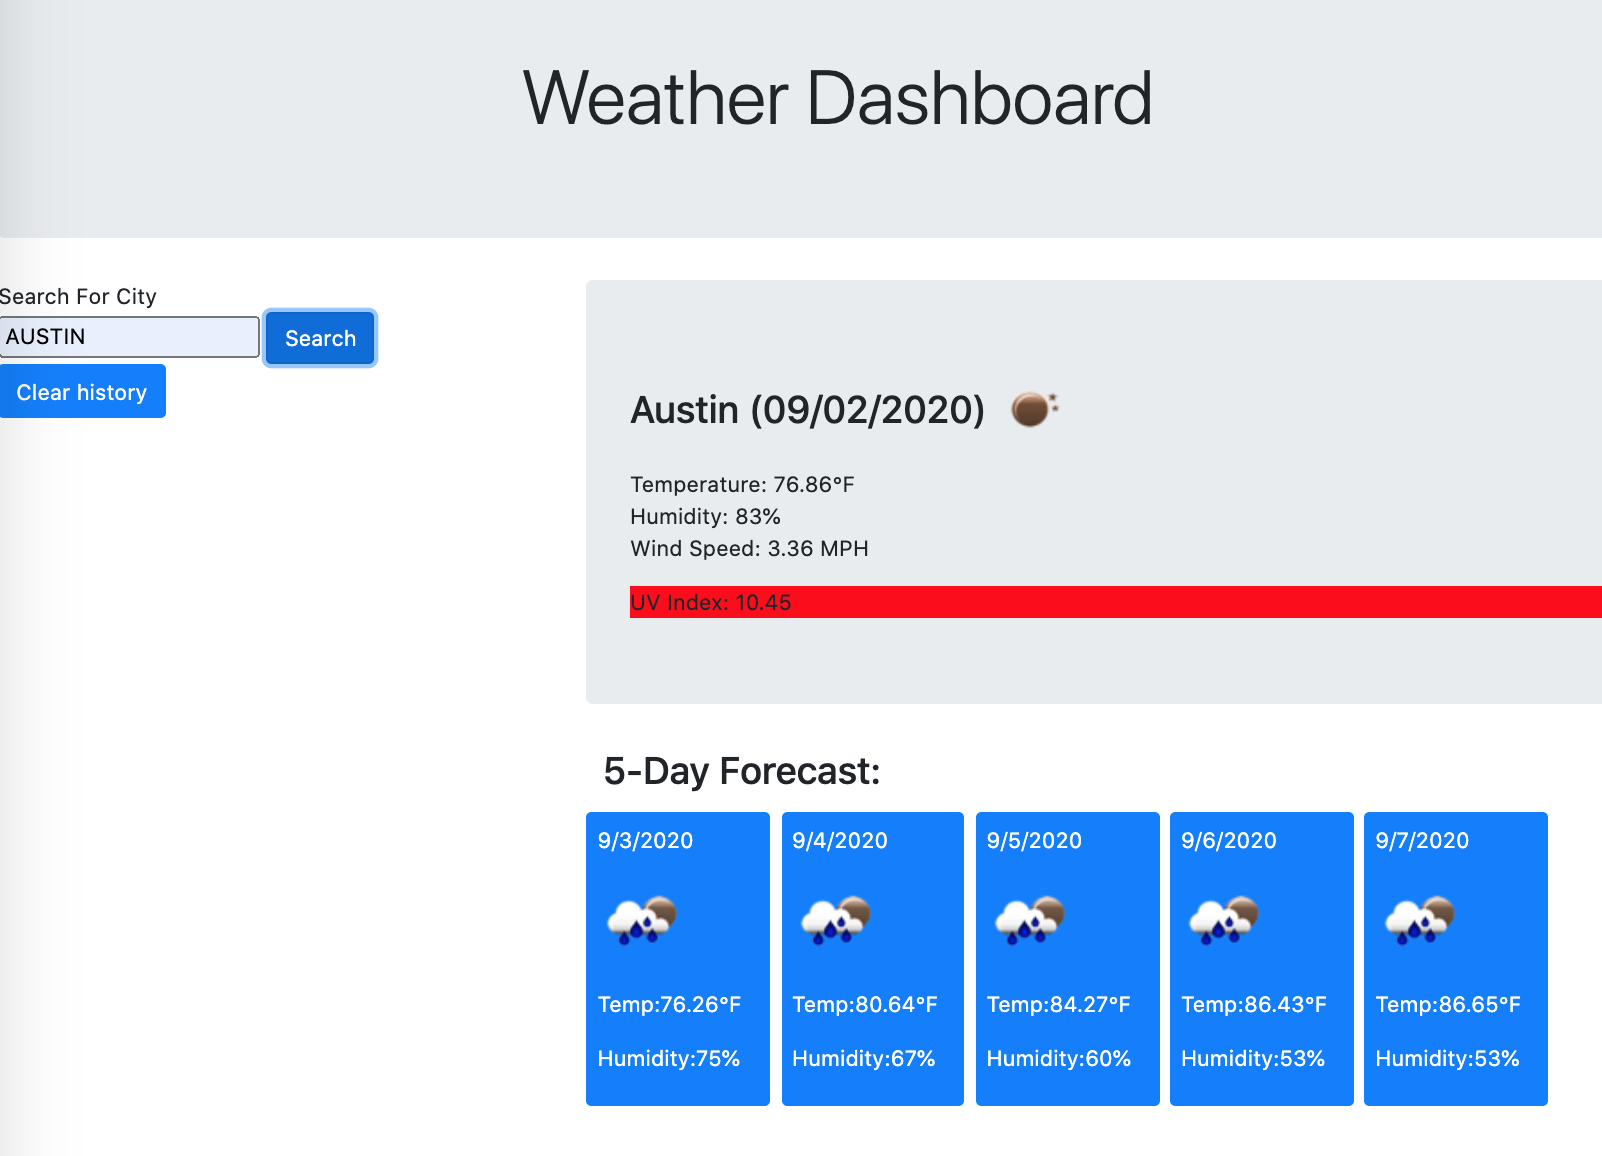 Weather Dashboard
Search For City
AUSTIN
Search
Clear history
Austin (09/02/2020)
Temperature: 76.86°F
Humidity: 83%
Wind Speed: 3.36 MPH
UV Index: 10.45
5-Day Forecast:
9/3/2020
Temp:76.26°F
Humidity:75%
9/4/2020
Temp:80.64°F
Humidity:67%
9/5/2020
Temp:84.27°F
Humidity:60%
9/6/2020
Temp:86.43°F
Humidity:53%
9/7/2020
Temp:86.65°F
Humidity:53%